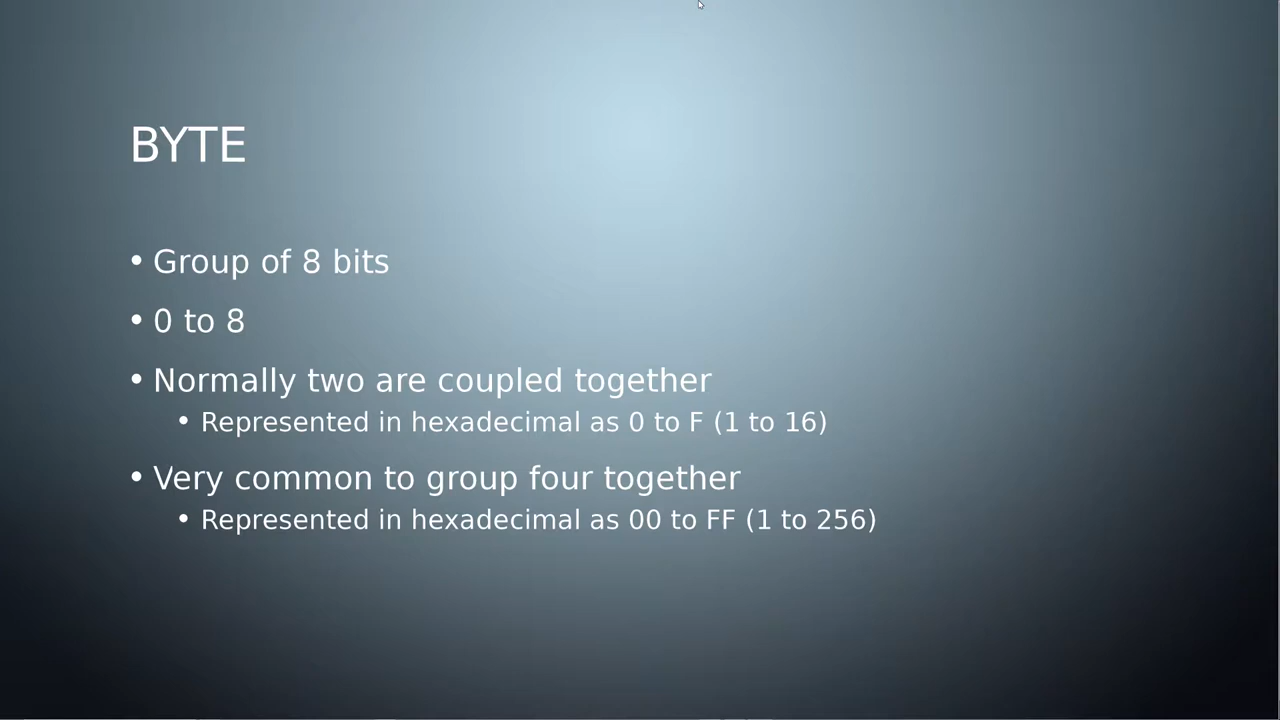 BYTE
• Group of 8 bits
• 0 to 8
• Normally two are coupled together
• Represented in hexadecimal as 0 to F (1 to 16)
• Very common to group four together
• Represented in hexadecimal as 00 to FF (1 to 256)